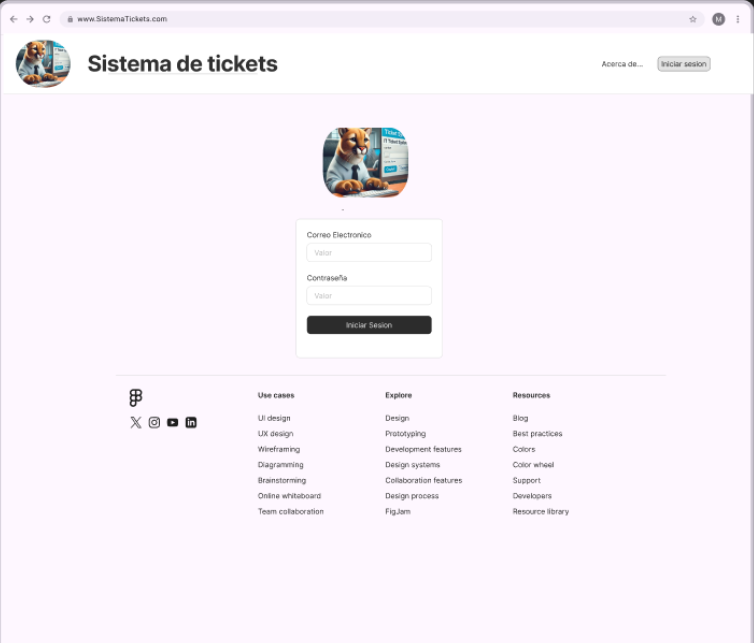 www.SistemaTickets.com
M
Sistema de tickets
Acerca de...
Iniciar sesion
Correo Electronico
Valor
Contraseña
Valor
Iniciar Sesion
Use cases
UI design
UX design
Wireframing
Diagramming
Brainstorming
Online whiteboard
Team collaboration
Explore
Design
Prototyping
Development features
Design systems
Collaboration features
Design process
FigJam
Resources
Blog
Best practices
Colors
Color wheel
Support
Developers
Resource library